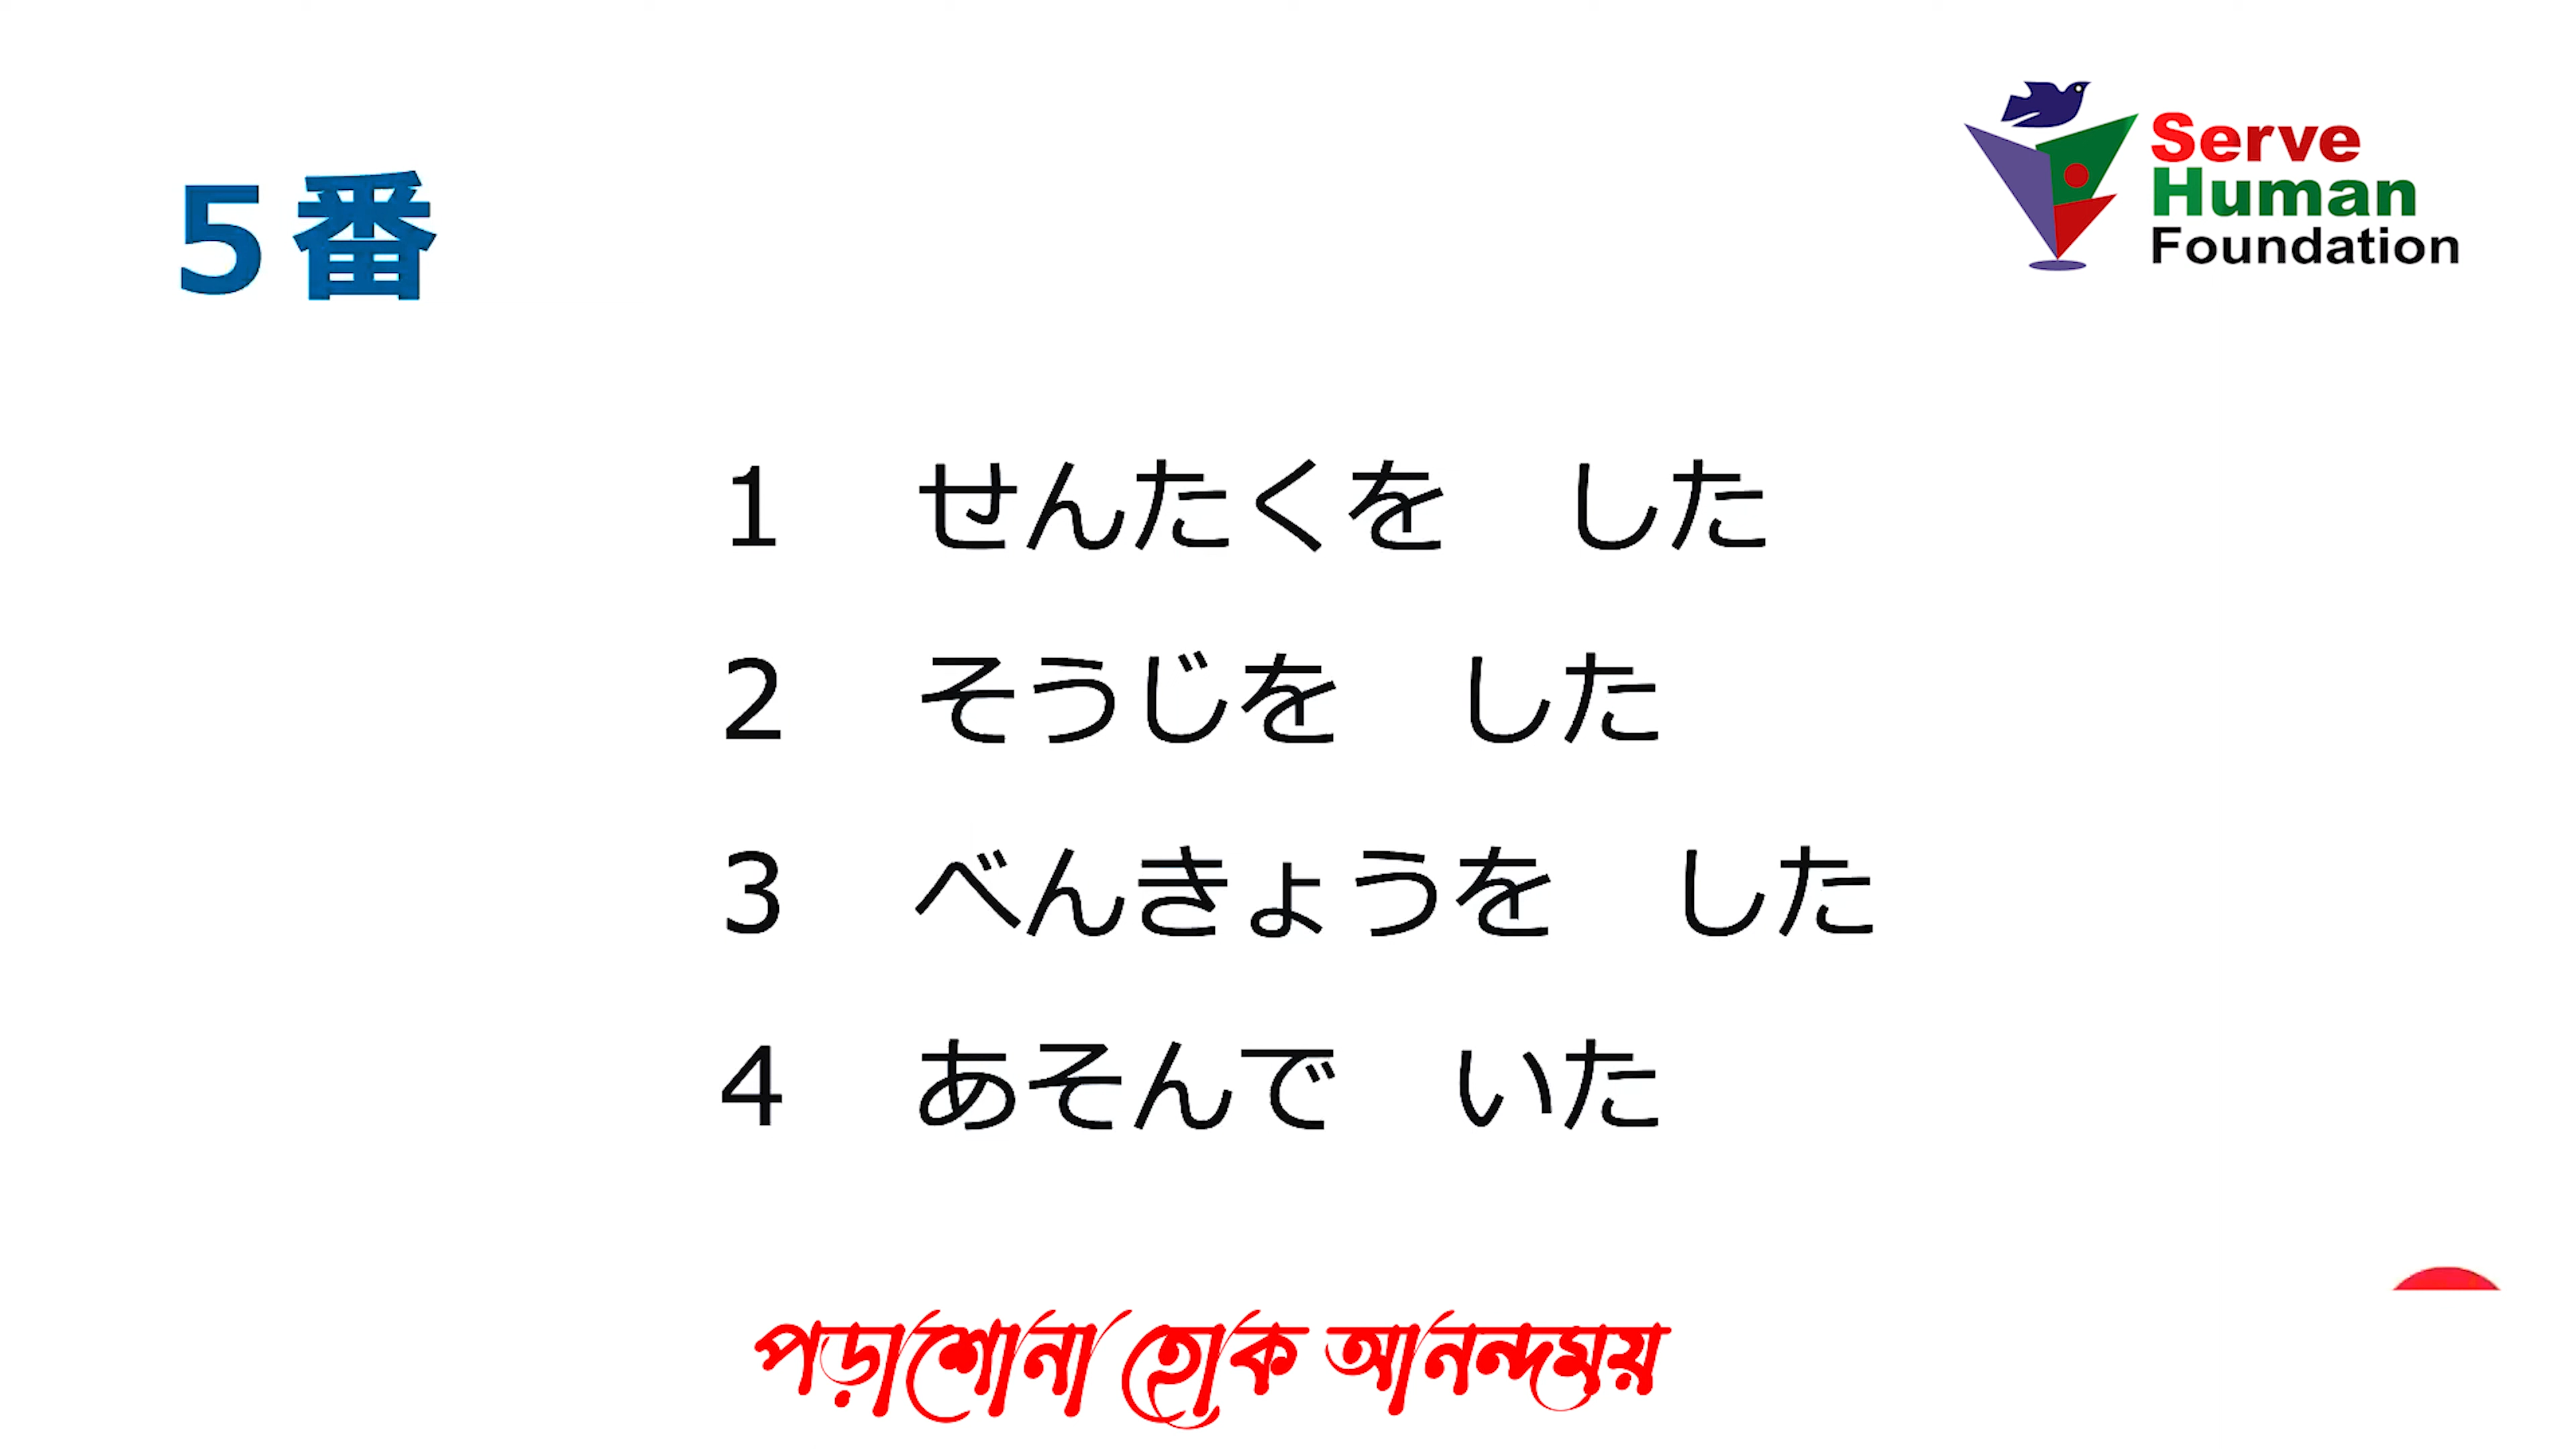 5番
Serve
Human
Foundation
1 せんたくを した
2 そうじを した
3 べんきょうを した
4 あそんで いた
পড়াশোনা হোক আনন্দময়